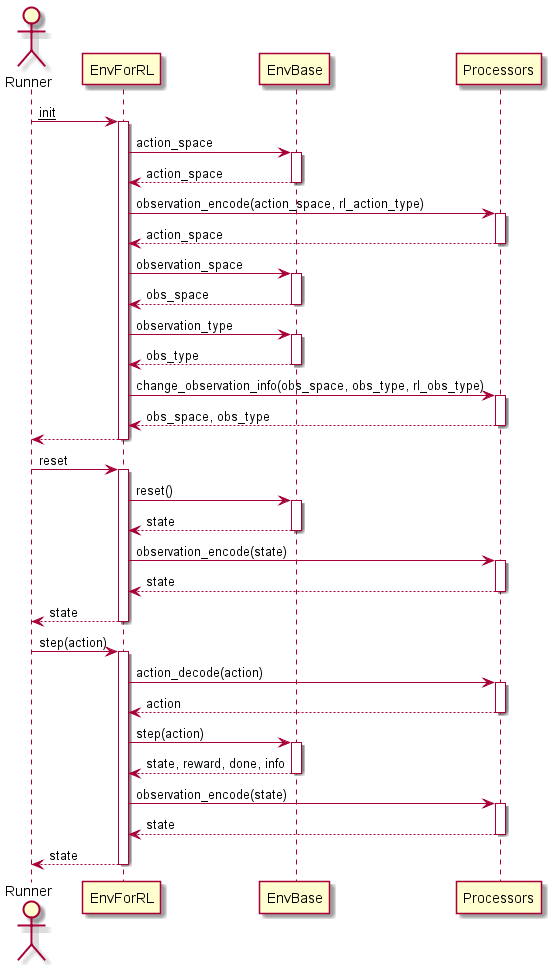 Runner
EnvForRL
EnvBase
Processors
init
action_space
action_space
observation_encode(action_space, rl_action_type)
action_space
observation_space
obs_space
observation_type
obs_type
change_observation_info(obs_space, obs_type, rl_obs_type)
obs_space, obs_type
reset
reset()
state
observation_encode(state)
state
state
step(action)
action_decode(action)
action
step(action)
state, reward, done, info
observation_encode(state)
state
state
Runner
EnvForRL
EnvBase
Processors